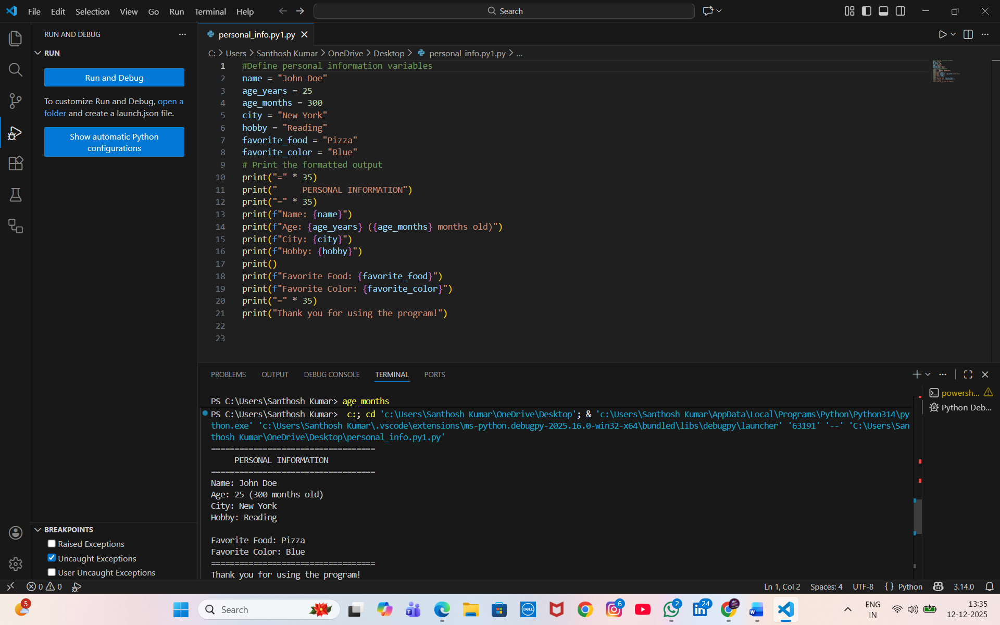 File Edit Selection View Go Run Terminal Help
Search
RUN AND DEBUG
RUN
Run and Debug
To customize Run and Debug, open a
folder and create a launch.json file.
Show automatic Python
configurations
BREAKPOINTS
Raised Exceptions
Uncaught Exceptions
User Uncaught Exceptions
personal_info.py1.py
C: > Users > Santhosh Kumar > OneDrive > Desktop > personal_info.py1.py > ...
1 #Define personal information variables
2 name = "John Doe"
3 age_years = 25
4 age_months = 300
5 city = "New York"
6 hobby = "Reading"
7 favorite_food = "Pizza"
8 favorite_color = "Blue"
9 # Print the formatted output
10 print("=" * 35)
11 print("     PERSONAL INFORMATION")
12 print("=" * 35)
13 print(f"Name: {name}")
14 print(f"Age: {age_years} ({age_months} months old)")
15 print(f"City: {city}")
16 print(f"Hobby: {hobby}")
17 print()
18 print(f"Favorite Food: {favorite_food}")
19 print(f"Favorite Color: {favorite_color}")
20 print("=" * 35)
21 print("Thank you for using the program!")
22
23
PROBLEMS OUTPUT DEBUG CONSOLE TERMINAL PORTS
powersh...
Python Deb...
PS C:\Users\Santhosh Kumar> age_months
PS C:\Users\Santhosh Kumar>  c:; cd 'c:\Users\Santhosh Kumar\OneDrive\Desktop'; & 'c:\Users\Santhosh Kumar\AppData\Local\Programs\Python\Python314\py
thon.exe' 'c:\Users\Santhosh Kumar\.vscode\extensions\ms-python.debugpy-2025.16.0-win32-x64\bundled\libs\debugpy\launcher' '63191' '--' 'C:\Users\San
thosh Kumar\OneDrive\Desktop\personal_info.py1.py'
===================================
     PERSONAL INFORMATION
===================================
Name: John Doe
Age: 25 (300 months old)
City: New York
Hobby: Reading
Favorite Food: Pizza
Favorite Color: Blue
===================================
Thank you for using the program!
0 0
Ln 1, Col 2 Spaces: 4 UTF-8 { } Python 3.14.0
5
Search
DELL
6
2
24
ENG
IN
13:35
12-12-2025